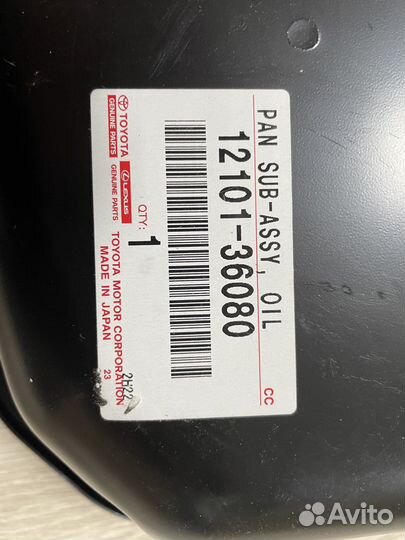 PAN SUB-ASSY, OIL
12101-36080
CC
QTY:
1
TOYOTA
GENUINE PARTS
LEXUS
GENUINE PARTS
TOYOTA MOTOR CORPORATION
MADE IN JAPAN
23
2H22
Avito